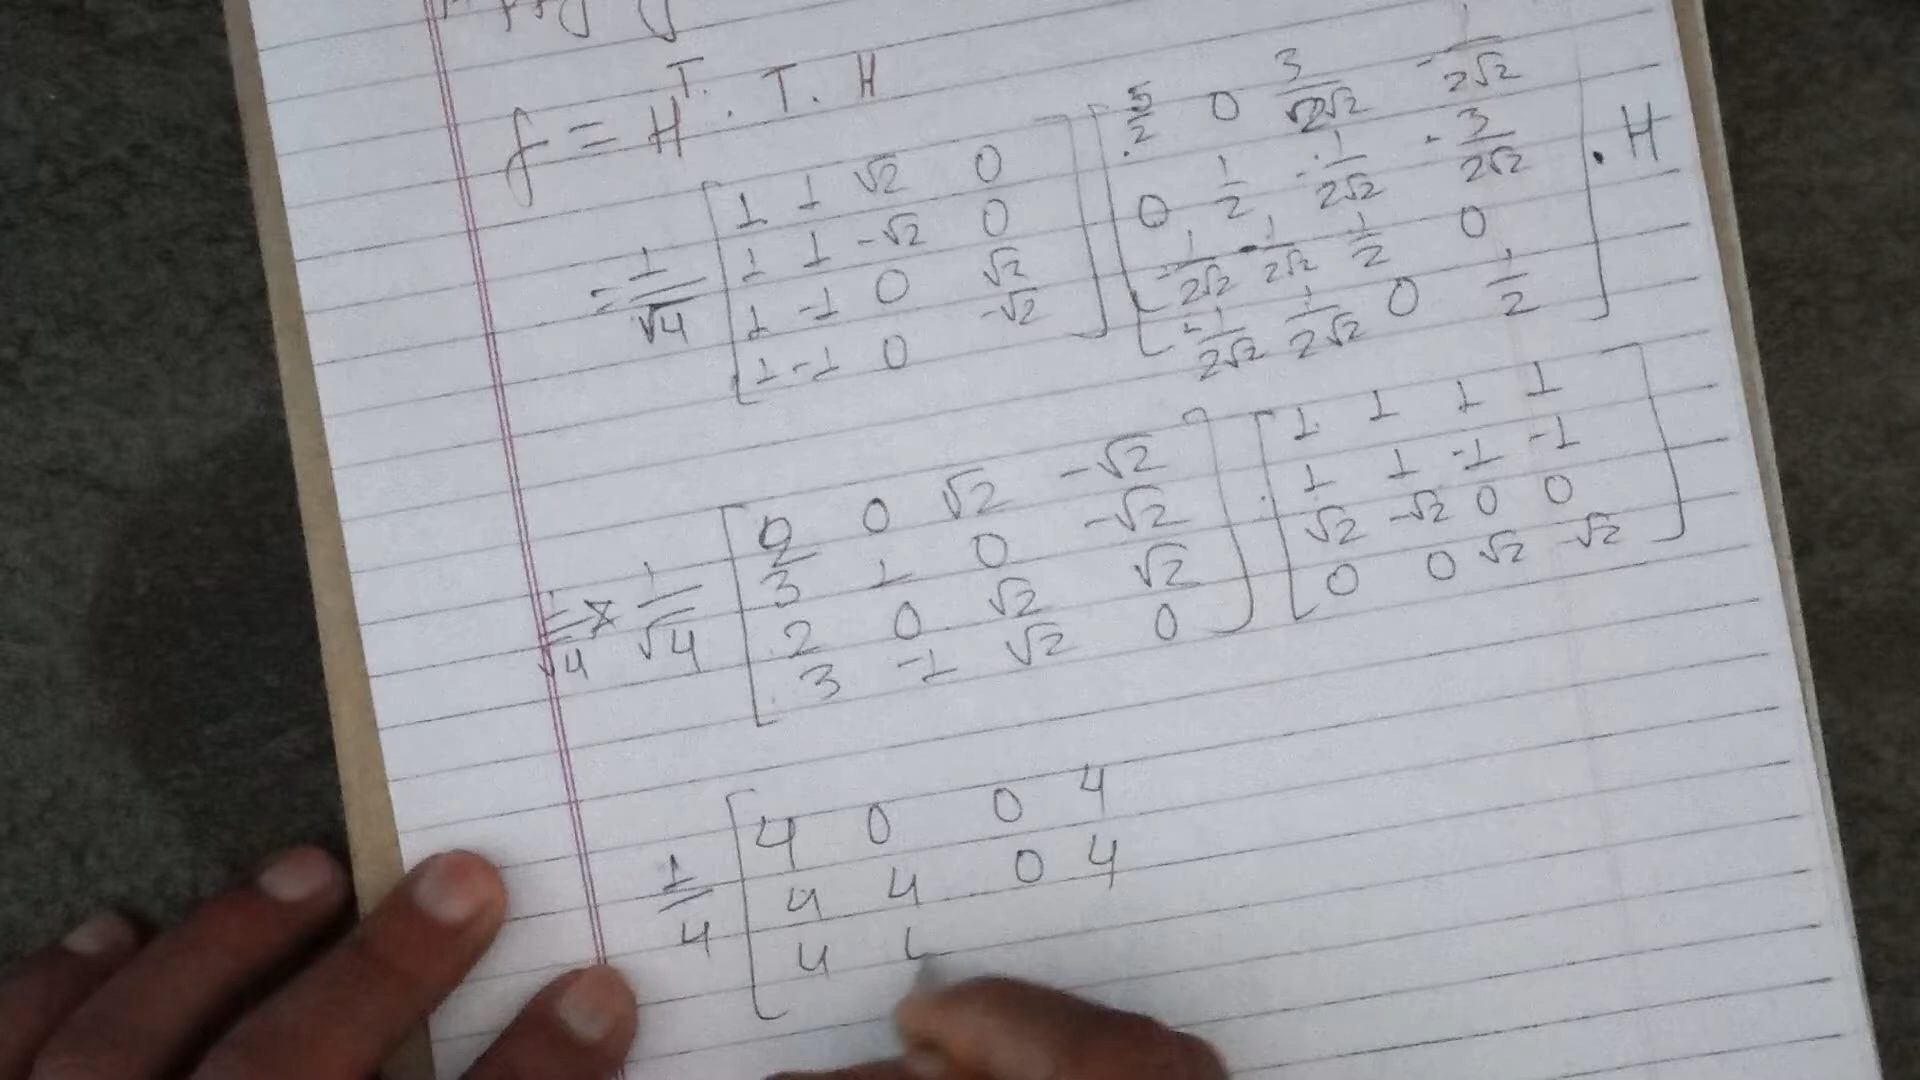 f = H^T . T . H
= 1/√4 [1 1 √2 0 ; 1 1 -√2 0 ; 1 -1 0 √2 ; 1 -1 0 -√2] [5/2 0 3/2√2 -1/2√2 ; 0 1/2 -1/2√2 -3/2√2 ; -1/2√2 -1/2√2 1/2 0 ; -1/2√2 1/2√2 0 1/2] . H
1/√4 × 1/√4 [2 0 √2 -√2 ; 3 1 0 -√2 ; 2 0 √2 √2 ; 3 -1 √2 0] . [1 1 1 1 ; 1 1 -1 -1 ; √2 -√2 0 0 ; 0 0 √2 -√2]
1/4 [4 0 0 4 ; 4 4 0 4 ; 4